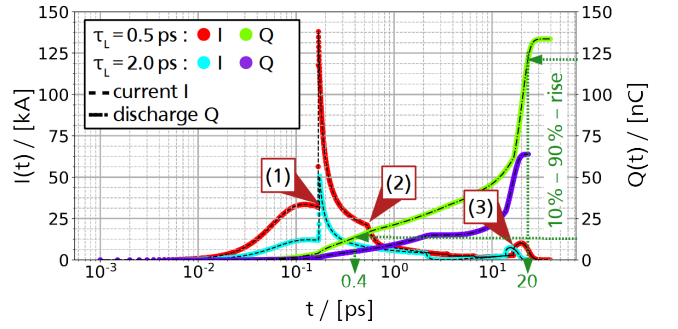 150 150
τL = 0.5 ps : I Q
τL = 2.0 ps : I Q
current I
discharge Q
125 125
100 100
75 75
50 50
25 25
0 0
I(t) / [kA]
Q(t) / [nC]
(1)
(2)
(3)
10% – 90% – rise
10⁻³ 10⁻² 10⁻¹ 10⁰ 10¹
0.4 20
t / [ps]